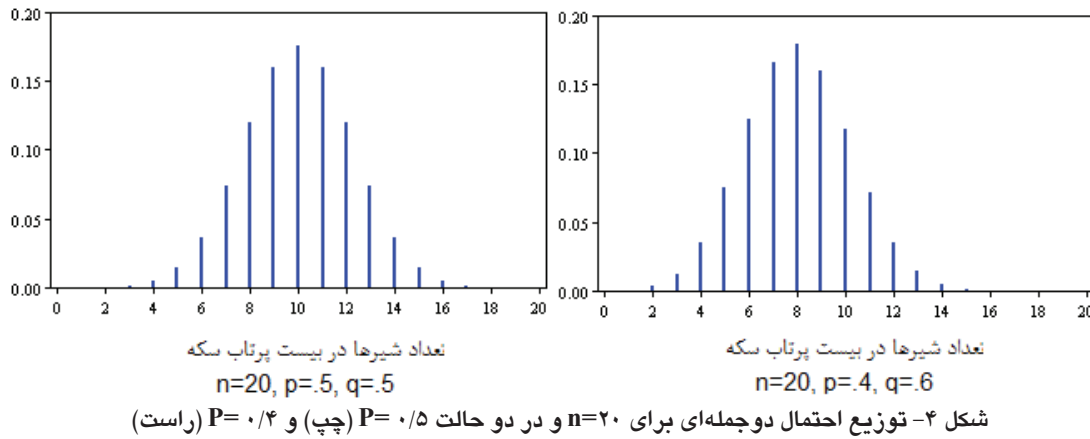 0.20
0.15
0.10
0.05
0.00
0 2 4 6 8 10 12 14 16 18 20
تعداد شیرها در بیست پرتاب سکه
n=20, p=.5, q=.5
0.20
0.15
0.10
0.05
0.00
0 2 4 6 8 10 12 14 16 18 20
تعداد شیرها در بیست پرتاب سکه
n=20, p=.4, q=.6
شکل ۴- توزیع احتمال دوجمله‌ای برای n=۲۰ و در دو حالت P= ۰/۵ (چپ) و P= ۰/۴ (راست)